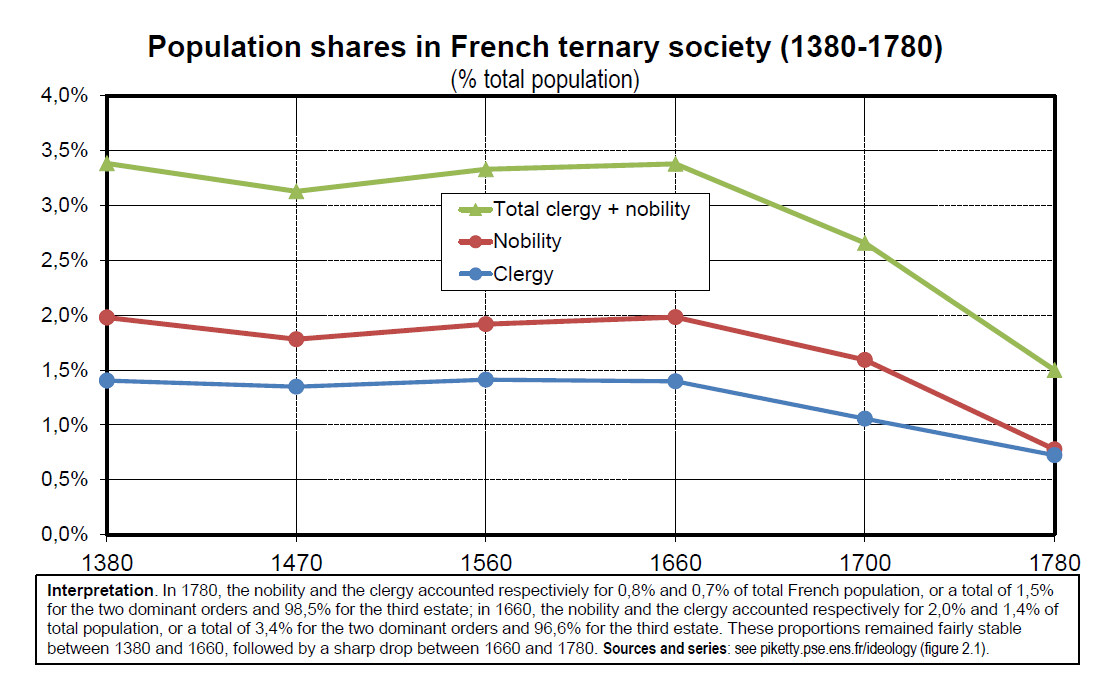 Population shares in French ternary society (1380-1780)
(% total population)
4,0%
3,5%
3,0%
2,5%
2,0%
1,5%
1,0%
0,5%
0,0%
Total clergy + nobility
Nobility
Clergy
1380 1470 1560 1660 1700 1780
Interpretation. In 1780, the nobility and the clergy accounted respectiviely for 0,8% and 0,7% of total French population, or a total of 1,5%
for the two dominant orders and 98,5% for the third estate; in 1660, the nobility and the clergy accounted respectively for 2,0% and 1,4% of
total population, or a total of 3,4% for the two dominant orders and 96,6% for the third estate. These proportions remained fairly stable
between 1380 and 1660, followed by a sharp drop between 1660 and 1780. Sources and series: see piketty.pse.ens.fr/ideology (figure 2.1).